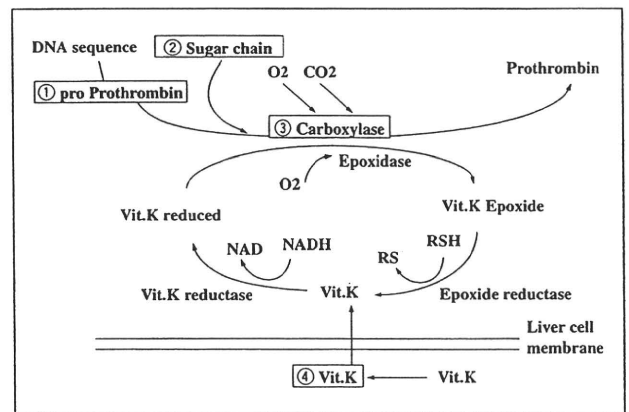 DNA sequence
② Sugar chain
① pro Prothrombin
O2
CO2
Prothrombin
③ Carboxylase
Epoxidase
O2
Vit.K reduced
Vit.K Epoxide
NAD
NADH
RS
RSH
Vit.K reductase
Vit.K
Epoxide reductase
Liver cell
membrane
④ Vit.K
Vit.K